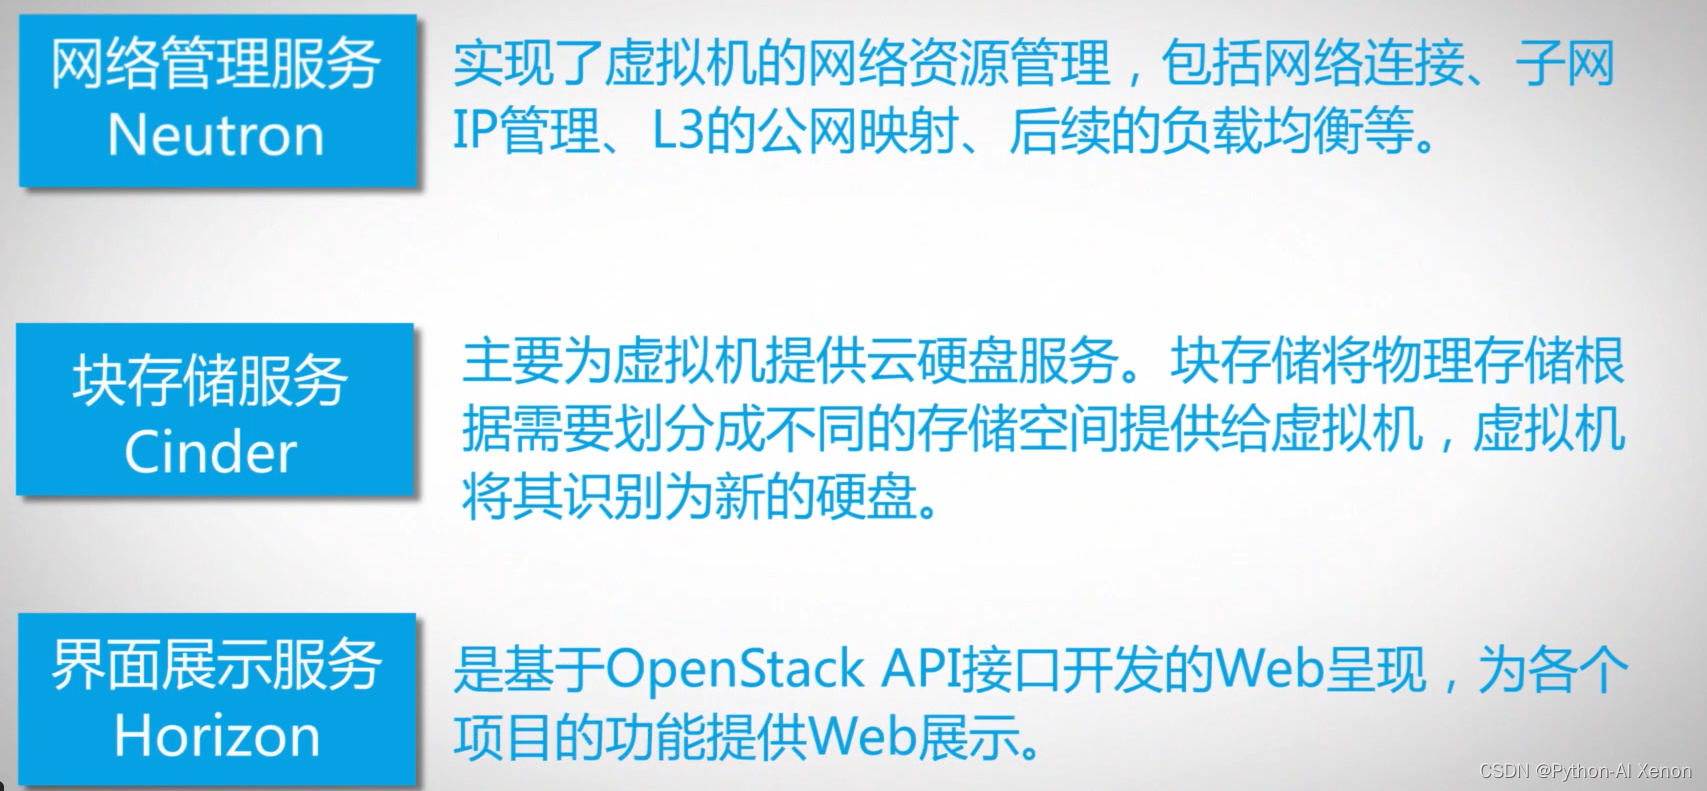 网络管理服务
Neutron
实现了虚拟机的网络资源管理，包括网络连接、子网
IP管理、L3的公网映射、后续的负载均衡等。
块存储服务
Cinder
主要为虚拟机提供云硬盘服务。块存储将物理存储根
据需要划分成不同的存储空间提供给虚拟机，虚拟机
将其识别为新的硬盘。
界面展示服务
Horizon
是基于OpenStack API接口开发的Web呈现，为各个
项目的功能提供Web展示。
CSDN @Python-AI Xenon